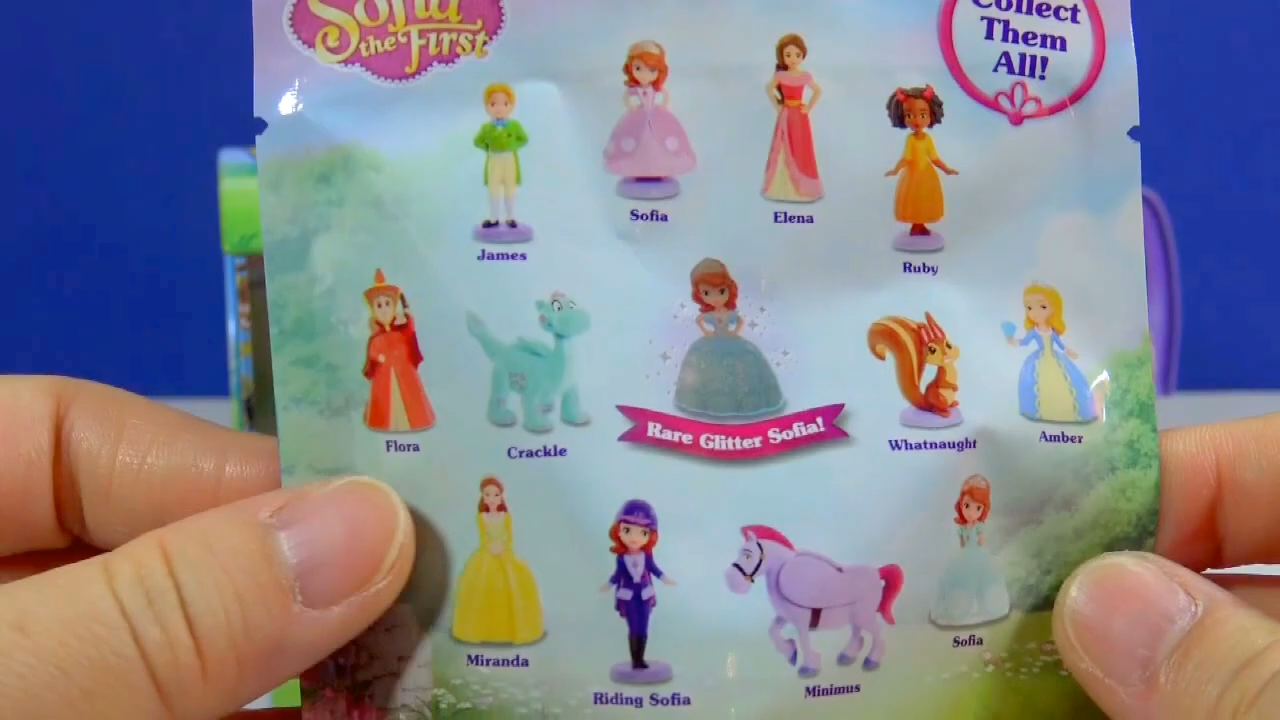 Sofia
the First
Collect
Them
All!
James
Sofia
Elena
Ruby
Flora
Crackle
Rare Glitter Sofia!
Whatnaught
Amber
Miranda
Riding Sofia
Minimus
Sofia